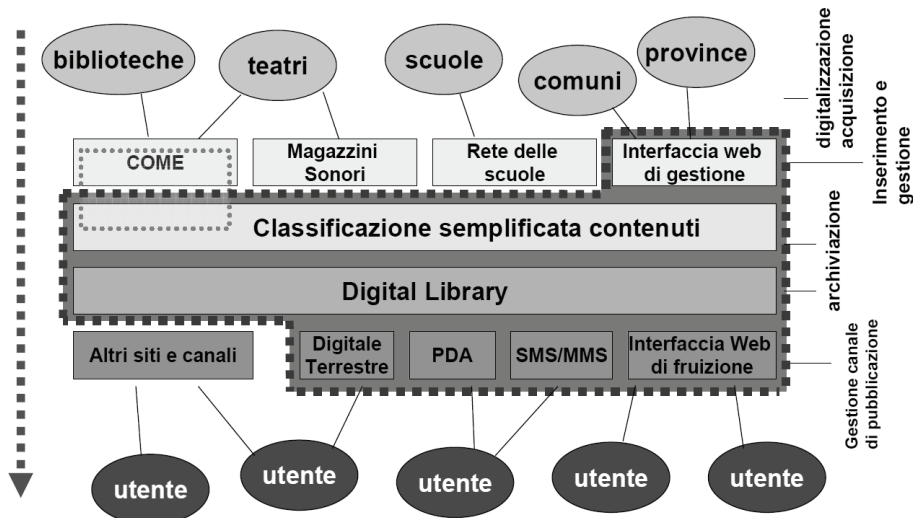 biblioteche
teatri
scuole
comuni
province
digitalizzazione
acquisizione
COME
Magazzini
Sonori
Rete delle
scuole
Interfaccia web
di gestione
Inserimento e
gestione
Classificazione semplificata contenuti
archiviazione
Digital Library
Altri siti e canali
Digitale
Terrestre
PDA
SMS/MMS
Interfaccia Web
di fruizione
Gestione canale
di pubblicazione
utente
utente
utente
utente
utente